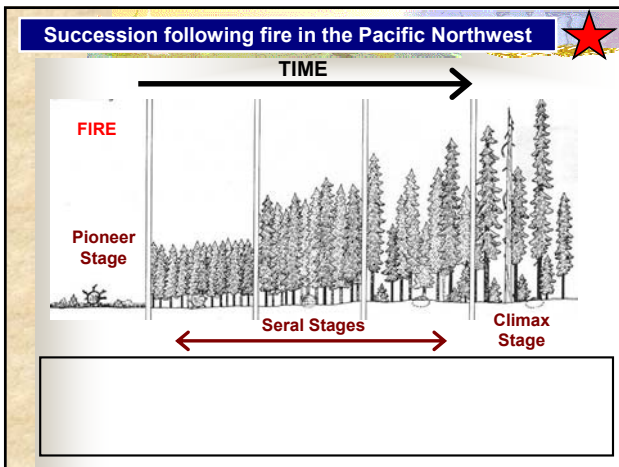 Succession following fire in the Pacific Northwest
TIME
FIRE
Pioneer
Stage
Seral Stages
Climax
Stage